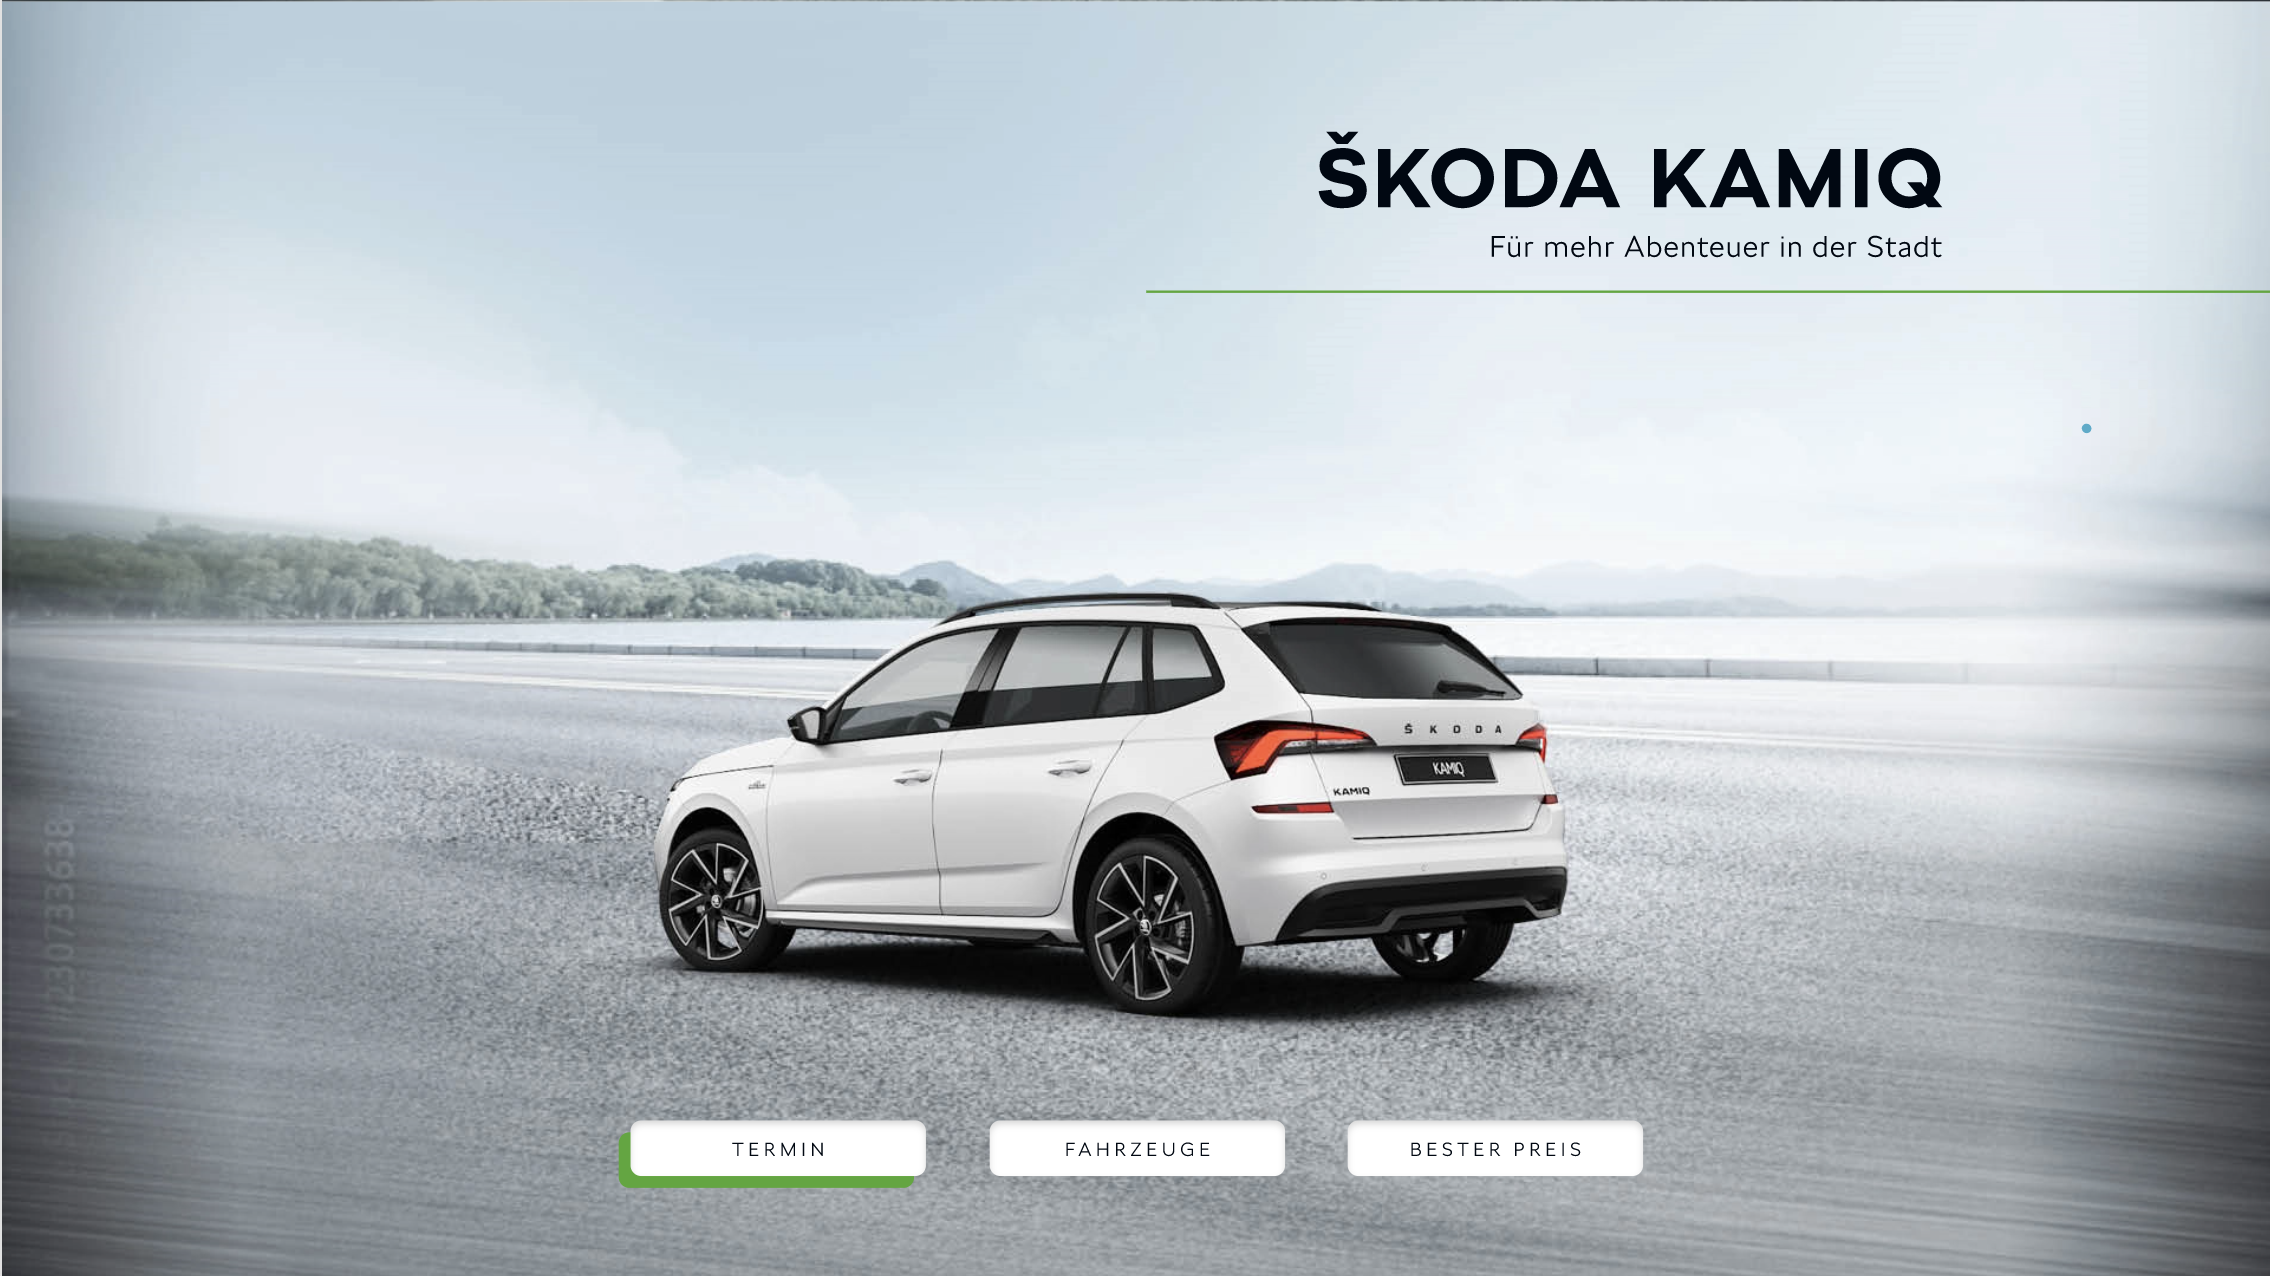 ŠKODA KAMIQ
Für mehr Abenteuer in der Stadt
ŠKODA
KAMIQ
KAMIQ
TERMIN
FAHRZEUGE
BESTER PREIS